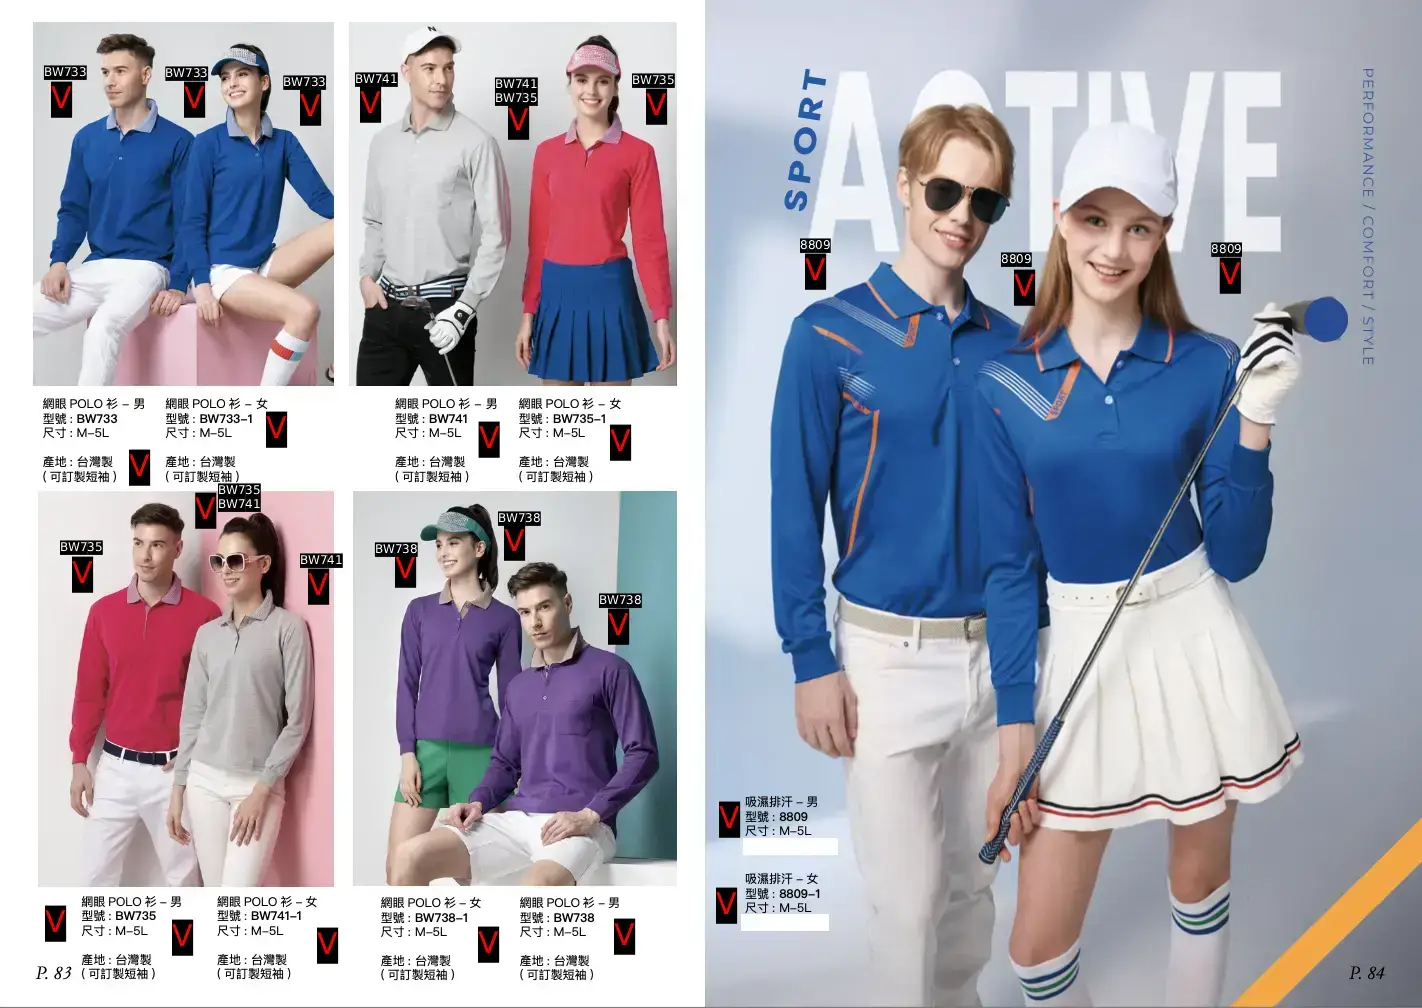 BW733
V
BW733
V
BW733
V
BW741
V
BW741
BW735
V
BW735
V
N
網眼 POLO 衫 – 男
型號 : BW733
尺寸 : M–5L
產地 : 台灣製
( 可訂製短袖 )
V
網眼 POLO 衫 – 女
型號 : BW733–1
尺寸 : M–5L
產地 : 台灣製
( 可訂製短袖 )
V
網眼 POLO 衫 – 男
型號 : BW741
尺寸 : M–5L
產地 : 台灣製
( 可訂製短袖 )
V
網眼 POLO 衫 – 女
型號 : BW735–1
尺寸 : M–5L
產地 : 台灣製
( 可訂製短袖 )
V
BW735
V
BW735
BW741
V
BW741
V
BW738
V
BW738
V
BW738
V
V
網眼 POLO 衫 – 男
型號 : BW735
尺寸 : M–5L
產地 : 台灣製
( 可訂製短袖 )
V
網眼 POLO 衫 – 女
型號 : BW741–1
尺寸 : M–5L
產地 : 台灣製
( 可訂製短袖 )
V
網眼 POLO 衫 – 女
型號 : BW738–1
尺寸 : M–5L
產地 : 台灣製
( 可訂製短袖 )
V
網眼 POLO 衫 – 男
型號 : BW738
尺寸 : M–5L
產地 : 台灣製
( 可訂製短袖 )
V
P. 83
SPORT
ACTIVE
PERFORMANCE / COMFORT / STYLE
8809
V
8809
V
8809
V
SPORT
V
吸濕排汗 – 男
型號 : 8809
尺寸 : M–5L
V
吸濕排汗 – 女
型號 : 8809–1
尺寸 : M–5L
P. 84